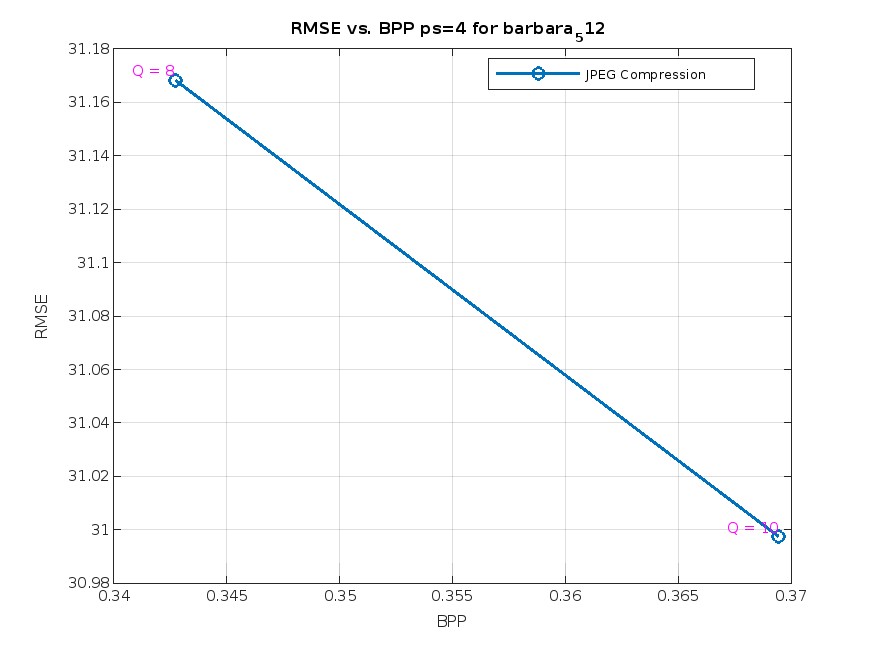 RMSE vs. BPP ps=4 for barbara₅12
31.18
31.16
31.14
31.12
31.1
31.08
31.06
31.04
31.02
31
30.98
RMSE
Q = 8
JPEG Compression
Q = 10
0.34 0.345 0.35 0.355 0.36 0.365 0.37
BPP